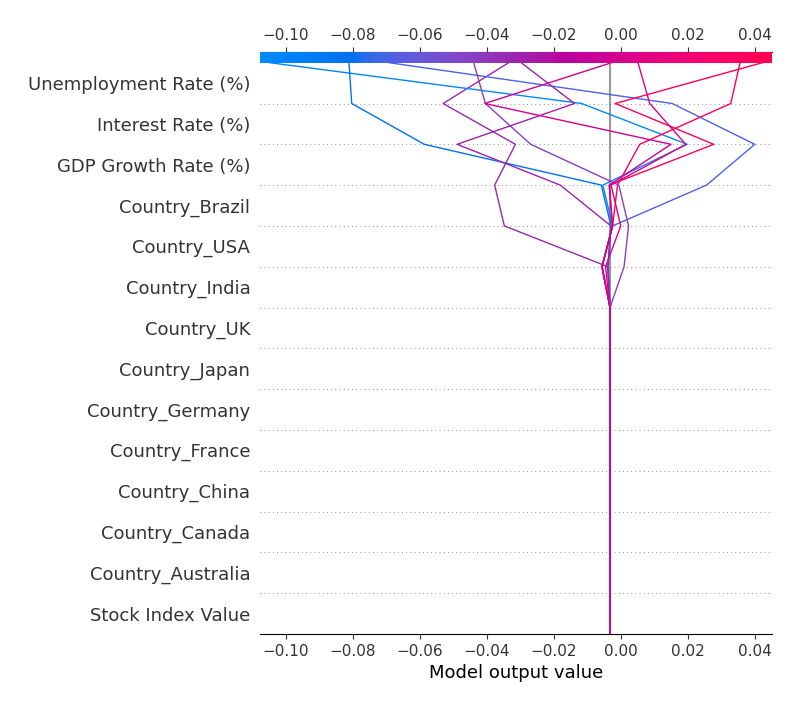 −0.10 −0.08 −0.06 −0.04 −0.02 0.00 0.02 0.04
Unemployment Rate (%)
Interest Rate (%)
GDP Growth Rate (%)
Country_Brazil
Country_USA
Country_India
Country_UK
Country_Japan
Country_Germany
Country_France
Country_China
Country_Canada
Country_Australia
Stock Index Value
−0.10 −0.08 −0.06 −0.04 −0.02 0.00 0.02 0.04
Model output value